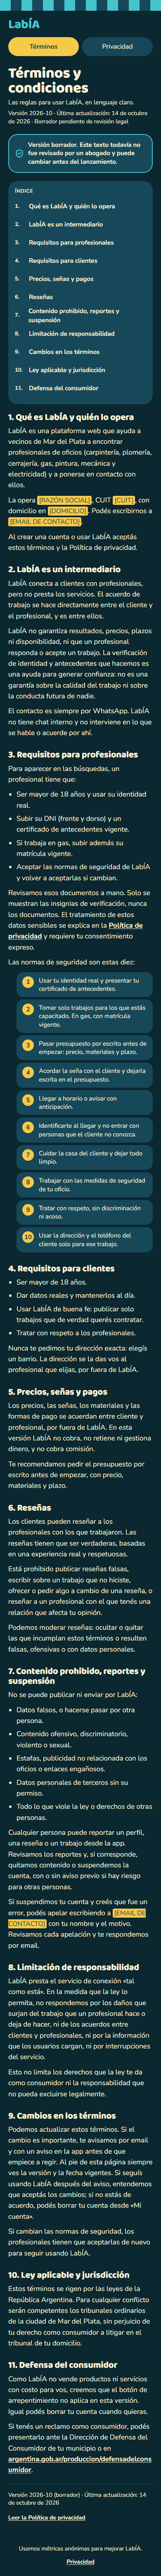 LabÍA
Términos
Privacidad
Términos y
condiciones
Las reglas para usar LabÍA, en lenguaje claro.
Versión 2026-10 · Última actualización: 14 de octubre
de 2026 · Borrador pendiente de revisión legal
Versión borrador. Este texto todavía no
fue revisado por un abogado y puede
cambiar antes del lanzamiento.
ÍNDICE
1. Qué es LabÍA y quién lo opera
2. LabÍA es un intermediario
3. Requisitos para profesionales
4. Requisitos para clientes
5. Precios, señas y pagos
6. Reseñas
7. Contenido prohibido, reportes y
suspensión
8. Limitación de responsabilidad
9. Cambios en los términos
10. Ley aplicable y jurisdicción
11. Defensa del consumidor
1. Qué es LabÍA y quién lo opera
LabÍA es una plataforma web que ayuda a
vecinos de Mar del Plata a encontrar
profesionales de oficios (carpintería, plomería,
cerrajería, gas, pintura, mecánica y
electricidad) y a ponerse en contacto con
ellos.
La opera [RAZÓN SOCIAL], CUIT [CUIT], con
domicilio en [DOMICILIO]. Podés escribirnos a
[EMAIL DE CONTACTO].
Al crear una cuenta o usar LabÍA aceptás
estos términos y la Política de privacidad.
2. LabÍA es un intermediario
LabÍA conecta a clientes con profesionales,
pero no presta los servicios. El acuerdo de
trabajo se hace directamente entre el cliente y
el profesional, y es entre ellos.
LabÍA no garantiza resultados, precios, plazos
ni disponibilidad, ni que un profesional
responda o acepte un trabajo. La verificación
de identidad y antecedentes que hacemos es
una ayuda para generar confianza: no es una
garantía sobre la calidad del trabajo ni sobre
la conducta futura de nadie.
El contacto es siempre por WhatsApp. LabÍA
no tiene chat interno y no interviene en lo que
se hable o acuerde por ahí.
3. Requisitos para profesionales
Para aparecer en las búsquedas, un
profesional tiene que:
• Ser mayor de 18 años y usar su identidad
real.
• Subir su DNI (frente y dorso) y un
certificado de antecedentes vigente.
• Si trabaja en gas, subir además su
matrícula vigente.
• Aceptar las normas de seguridad de LabÍA
y volver a aceptarlas si cambian.
Revisamos esos documentos a mano. Solo se
muestran las insignias de verificación, nunca
los documentos. El tratamiento de estos
datos sensibles se explica en la Política de
privacidad y requiere tu consentimiento
expreso.
Las normas de seguridad son estas diez:
1 Usar tu identidad real y presentar tu
certificado de antecedentes.
2 Tomar solo trabajos para los que estás
capacitado. En gas, con matrícula
vigente.
3 Pasar presupuesto por escrito antes de
empezar: precio, materiales y plazo.
4 Acordar la seña con el cliente y dejarla
escrita en el presupuesto.
5 Llegar a horario o avisar con
anticipación.
6 Identificarte al llegar y no entrar con
personas que el cliente no conozca.
7 Cuidar la casa del cliente y dejar todo
limpio.
8 Trabajar con las medidas de seguridad
de tu oficio.
9 Tratar con respeto, sin discriminación
ni acoso.
10 Usar la dirección y el teléfono del
cliente solo para ese trabajo.
4. Requisitos para clientes
• Ser mayor de 18 años.
• Dar datos reales y mantenerlos al día.
• Usar LabÍA de buena fe: publicar solo
trabajos que de verdad querés contratar.
• Tratar con respeto a los profesionales.
Nunca te pedimos tu dirección exacta: elegís
un barrio. La dirección se la das vos al
profesional que elijas, por fuera de LabÍA.
5. Precios, señas y pagos
Los precios, las señas, los materiales y las
formas de pago se acuerdan entre cliente y
profesional, por fuera de LabÍA. En esta
versión LabÍA no cobra, no retiene ni gestiona
dinero, y no cobra comisión.
Te recomendamos pedir el presupuesto por
escrito antes de empezar, con precio,
materiales y plazo.
6. Reseñas
Los clientes pueden reseñar a los
profesionales con los que trabajaron. Las
reseñas tienen que ser verdaderas, basadas
en una experiencia real y respetuosas.
Está prohibido publicar reseñas falsas,
escribir sobre un trabajo que no hiciste,
ofrecer o pedir algo a cambio de una reseña, o
reseñar a un profesional con el que tenés una
relación que afecta tu opinión.
Podemos moderar reseñas: ocultar o quitar
las que incumplan estos términos o resulten
falsas, ofensivas o con datos personales.
7. Contenido prohibido, reportes y
suspensión
No se puede publicar ni enviar por LabÍA:
• Datos falsos, o hacerse pasar por otra
persona.
• Contenido ofensivo, discriminatorio,
violento o sexual.
• Estafas, publicidad no relacionada con los
oficios o enlaces engañosos.
• Datos personales de terceros sin su
permiso.
• Todo lo que viole la ley o derechos de otras
personas.
Cualquier persona puede reportar un perfil,
una reseña o un trabajo desde la app.
Revisamos los reportes y, si corresponde,
quitamos contenido o suspendemos la
cuenta, con o sin aviso previo si hay riesgo
para otras personas.
Si suspendimos tu cuenta y creés que fue un
error, podés apelar escribiendo a [EMAIL DE
CONTACTO] con tu nombre y el motivo.
Revisamos cada apelación y te respondemos
por email.
8. Limitación de responsabilidad
LabÍA presta el servicio de conexión «tal
como está». En la medida que la ley lo
permita, no respondemos por los daños que
surjan del trabajo que un profesional hace o
deja de hacer, ni de los acuerdos entre
clientes y profesionales, ni por la información
que los usuarios cargan, ni por interrupciones
del servicio.
Esto no limita los derechos que la ley te da
como consumidor ni la responsabilidad que
no pueda excluirse legalmente.
9. Cambios en los términos
Podemos actualizar estos términos. Si el
cambio es importante, te avisamos por email
y con un aviso en la app antes de que
empiece a regir. Al pie de esta página siempre
ves la versión y la fecha vigentes. Si seguís
usando LabÍA después del aviso, entendemos
que aceptás los cambios; si no estás de
acuerdo, podés borrar tu cuenta desde «Mi
cuenta».
Si cambian las normas de seguridad, los
profesionales tienen que aceptarlas de nuevo
para seguir usando LabÍA.
10. Ley aplicable y jurisdicción
Estos términos se rigen por las leyes de la
República Argentina. Para cualquier conflicto
serán competentes los tribunales ordinarios
de la ciudad de Mar del Plata, sin perjuicio de
tu derecho como consumidor a litigar en el
tribunal de tu domicilio.
11. Defensa del consumidor
Como LabÍA no vende productos ni servicios
con costo para vos, creemos que el botón de
arrepentimiento no aplica en esta versión.
Igual podés borrar tu cuenta cuando quieras.
Si tenés un reclamo como consumidor, podés
presentarlo ante la Dirección de Defensa del
Consumidor de tu municipio o en
argentina.gob.ar/produccion/defensadelcons
umidor.
Versión 2026-10 (borrador) · Última actualización: 14
de octubre de 2026
Leer la Política de privacidad
Usamos métricas anónimas para mejorar LabÍA.
Privacidad